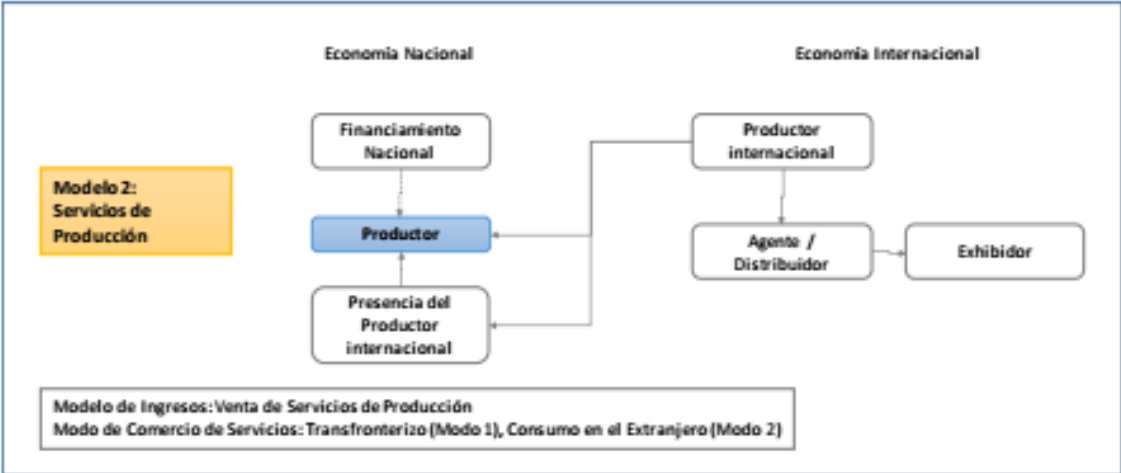 Economía Nacional
Economía Internacional
Financiamiento
Nacional
Productor
internacional
Modelo 2:
Servicios de
Producción
Productor
Agente /
Distribuidor
Exhibidor
Presencia del
Productor
internacional
Modelo de Ingresos: Venta de Servicios de Producción
Modo de Comercio de Servicios: Transfronterizo (Modo 1), Consumo en el Extranjero (Modo 2)